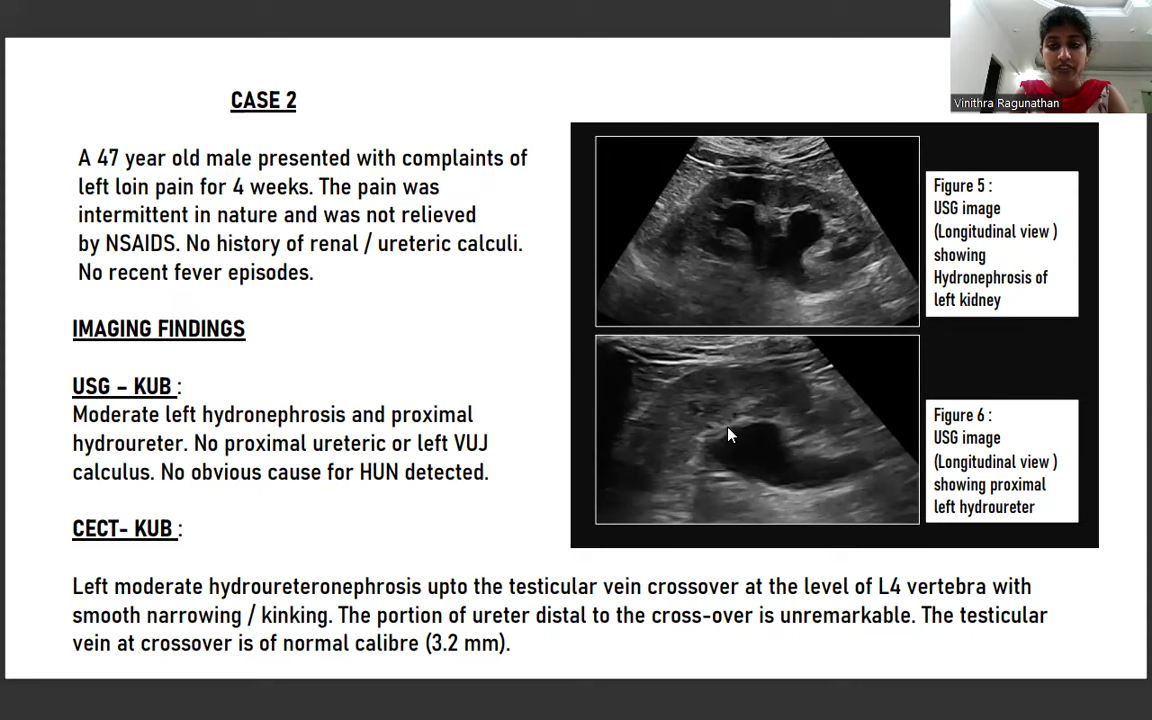 Vinithra Ragunathan
CASE 2
A 47 year old male presented with complaints of
left loin pain for 4 weeks. The pain was
intermittent in nature and was not relieved
by NSAIDS. No history of renal / ureteric calculi.
No recent fever episodes.
IMAGING FINDINGS
USG – KUB :
Moderate left hydronephrosis and proximal
hydroureter. No proximal ureteric or left VUJ
calculus. No obvious cause for HUN detected.
CECT- KUB :
Left moderate hydroureteronephrosis upto the testicular vein crossover at the level of L4 vertebra with
smooth narrowing / kinking. The portion of ureter distal to the cross-over is unremarkable. The testicular
vein at crossover is of normal calibre (3.2 mm).
Figure 5 :
USG image
(Longitudinal view )
showing
Hydronephrosis of
left kidney
Figure 6 :
USG image
(Longitudinal view )
showing proximal
left hydroureter